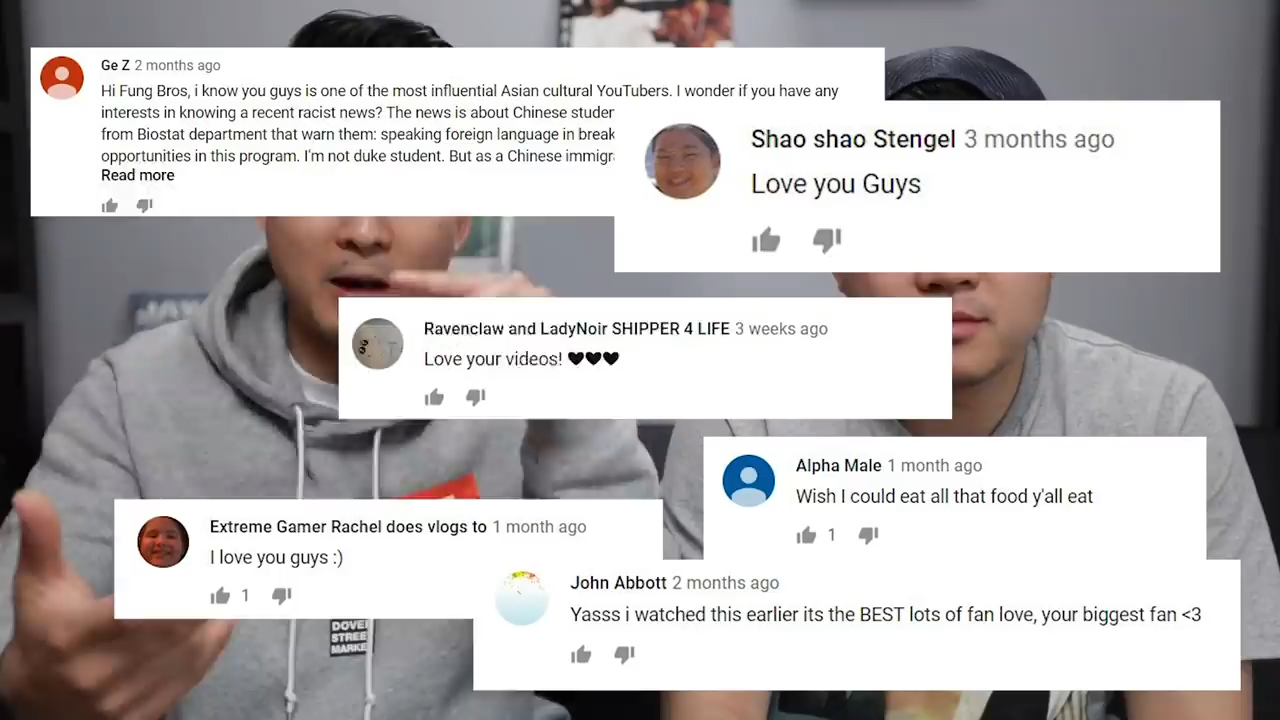 Ge Z 2 months ago
Hi Fung Bros, i know you guys is one of the most influential Asian cultural YouTubers. I wonder if you have any
interests in knowing a recent racist news? The news is about Chinese studen
from Biostat department that warn them: speaking foreign language in break
opportunities in this program. I'm not duke student. But as a Chinese immigr
Read more
Shao shao Stengel 3 months ago
Love you Guys
Ravenclaw and LadyNoir SHIPPER 4 LIFE 3 weeks ago
Love your videos! ♥♥♥
Alpha Male 1 month ago
Wish I could eat all that food y'all eat
1
Extreme Gamer Rachel does vlogs to 1 month ago
I love you guys :)
1
John Abbott 2 months ago
Yasss i watched this earlier its the BEST lots of fan love, your biggest fan <3
DOVER
STREET
MARKET